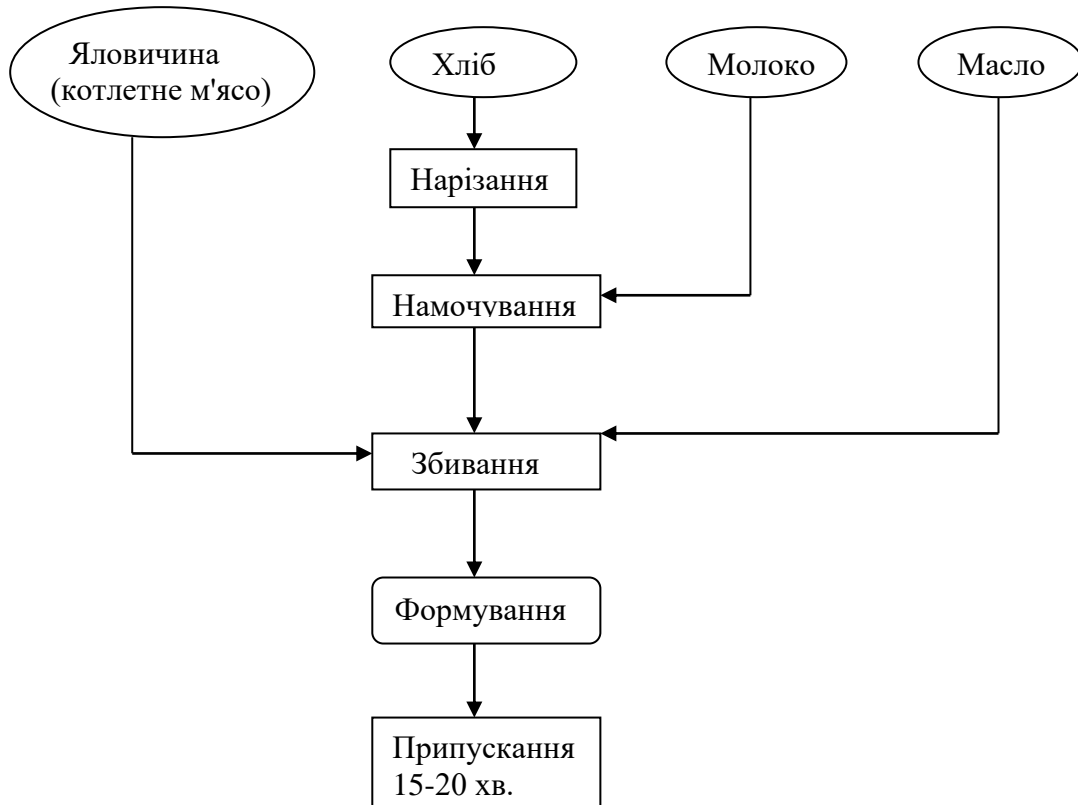 Яловичина
(котлетне м'ясо)
Хліб
Молоко
Масло
Нарізання
Намочування
Збивання
Формування
Припускання
15-20 хв.